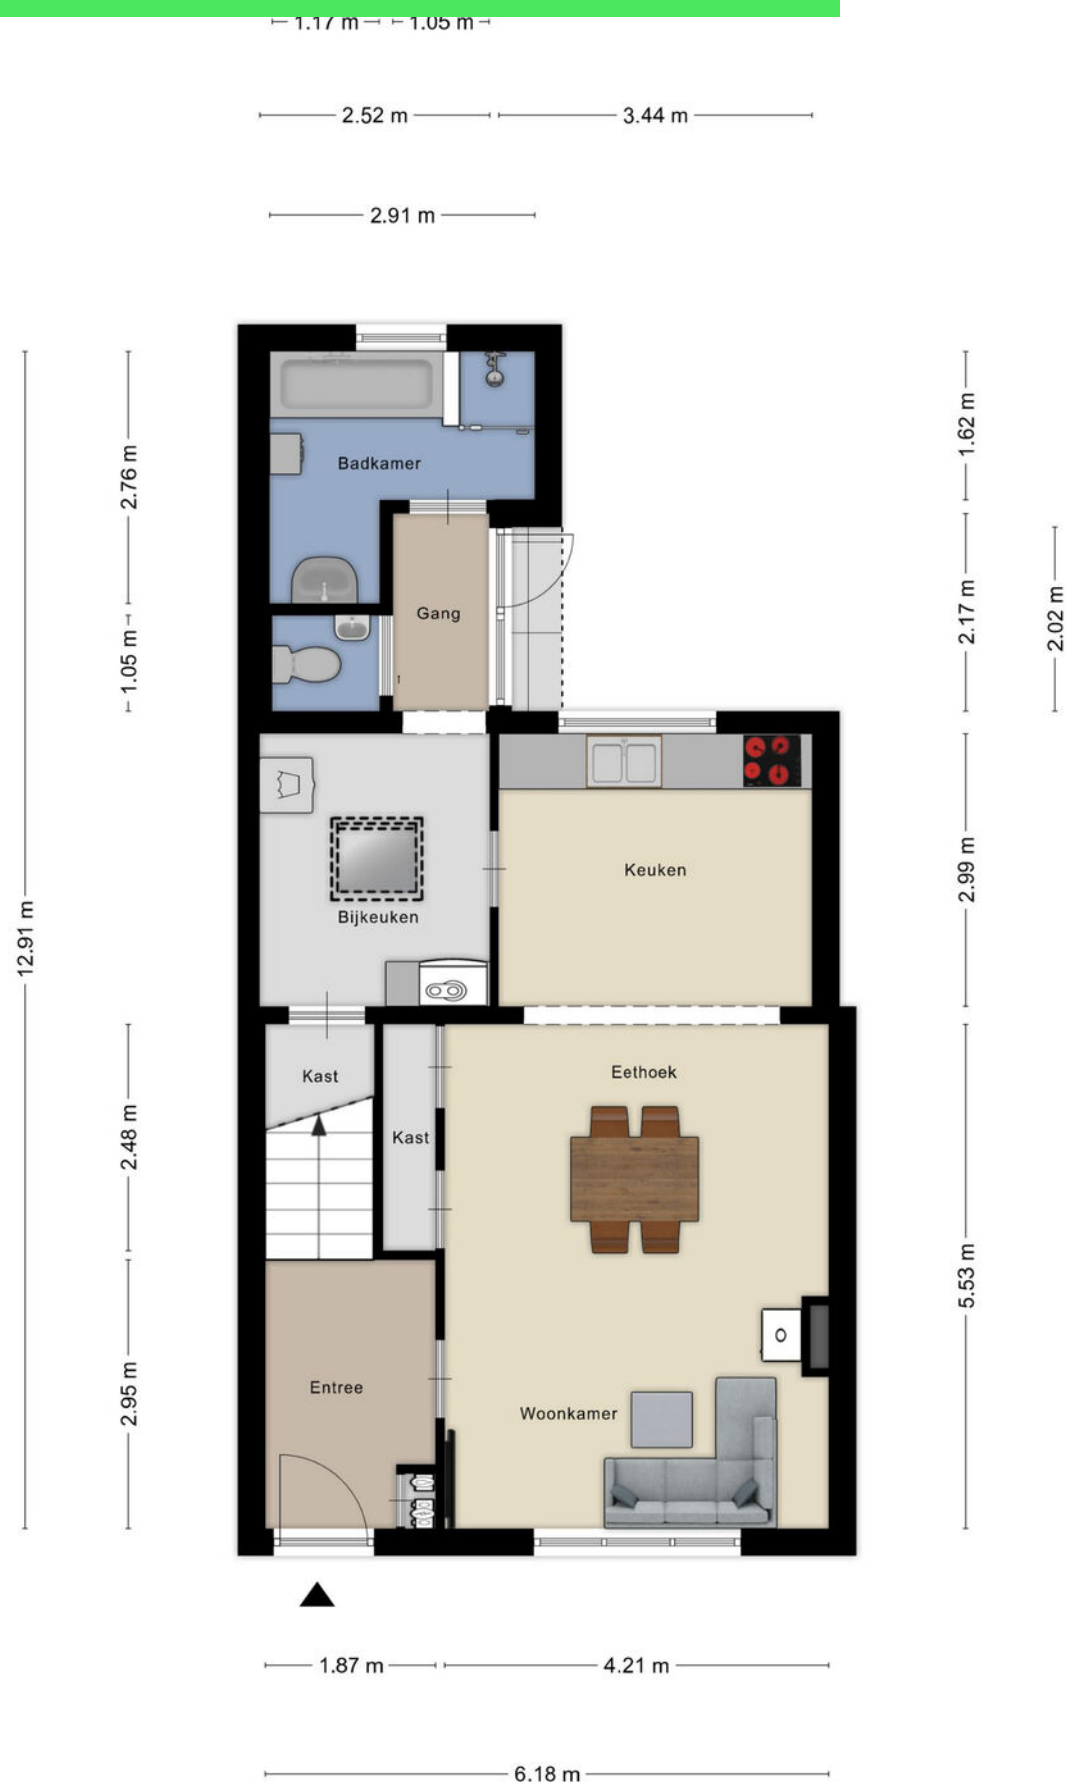 1.17 m
1.05 m
2.52 m
3.44 m
2.91 m
2.76 m
1.62 m
Badkamer
Gang
1.05 m
2.17 m
2.02 m
Keuken
2.99 m
Bijkeuken
12.91 m
Kast
Eethoek
Kast
2.48 m
5.53 m
Entree
2.95 m
Woonkamer
1.87 m
4.21 m
6.18 m